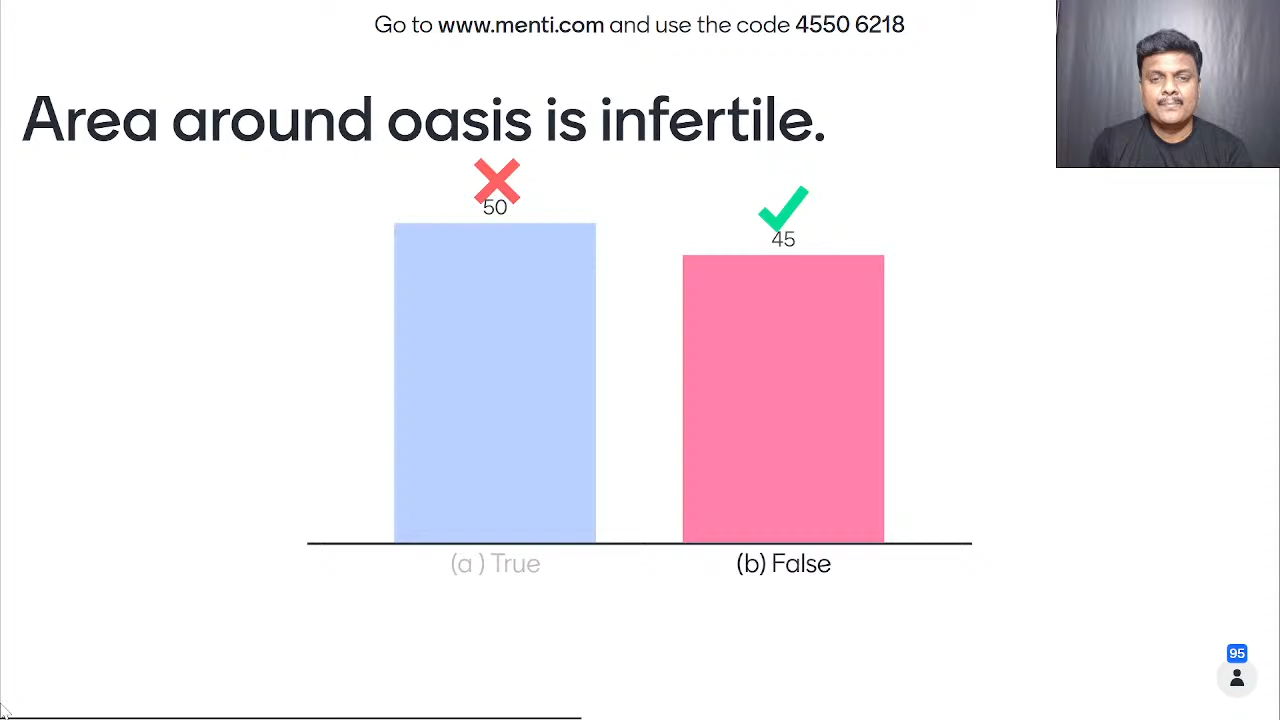 Go to www.menti.com and use the code 4550 6218
Area around oasis is infertile.
50
45
(a ) True
(b) False
95